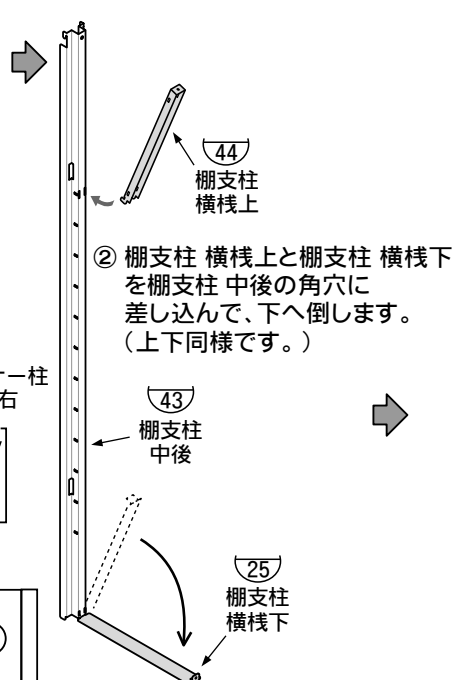 44
棚支柱
横桟上
② 棚支柱 横桟上と棚支柱 横桟下
を棚支柱 中後の角穴に
差し込んで、下へ倒します。
（上下同様です。）
ー柱
右
43
棚支柱
中後
25
棚支柱
横桟下